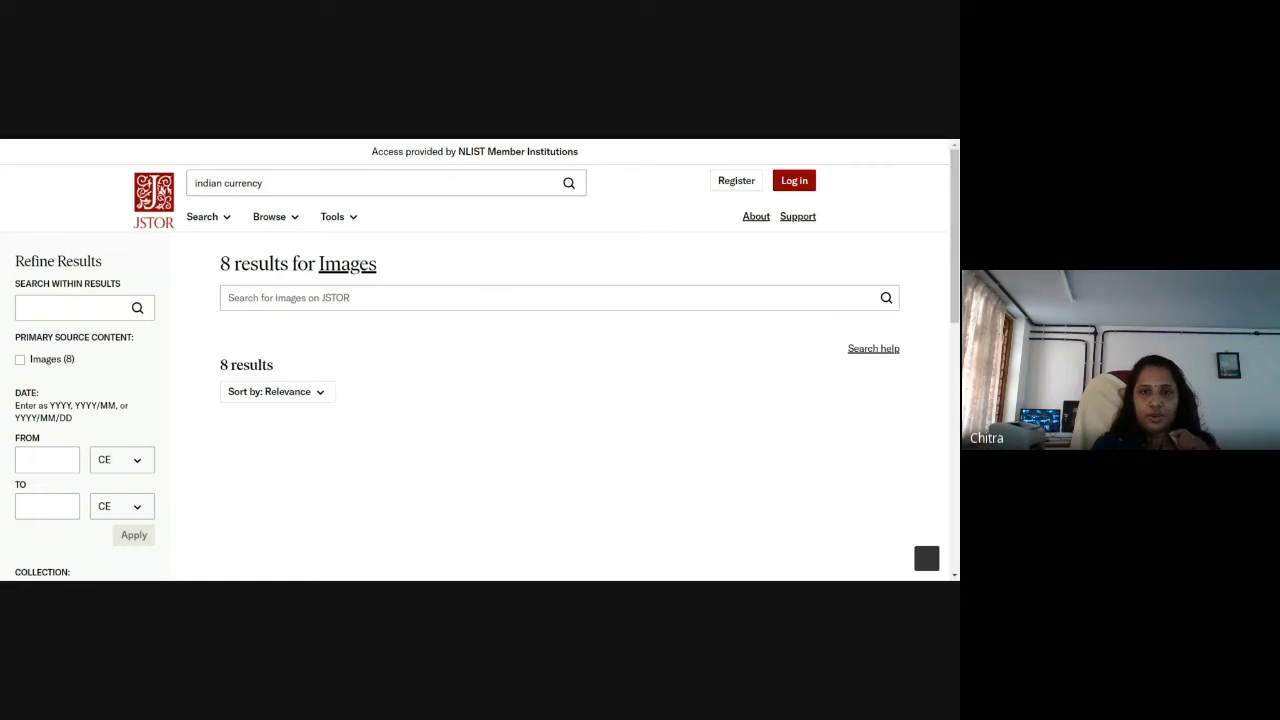 Access provided by NLIST Member Institutions
JSTOR
indian currency
Register
Log in
Search
Browse
Tools
About
Support
Refine Results
SEARCH WITHIN RESULTS
PRIMARY SOURCE CONTENT:
Images (8)
DATE:
Enter as YYYY, YYYY/MM, or
YYYY/MM/DD
FROM
CE
TO
CE
Apply
COLLECTION:
8 results for Images
Search for images on JSTOR
Search help
8 results
Sort by: Relevance
Chitra